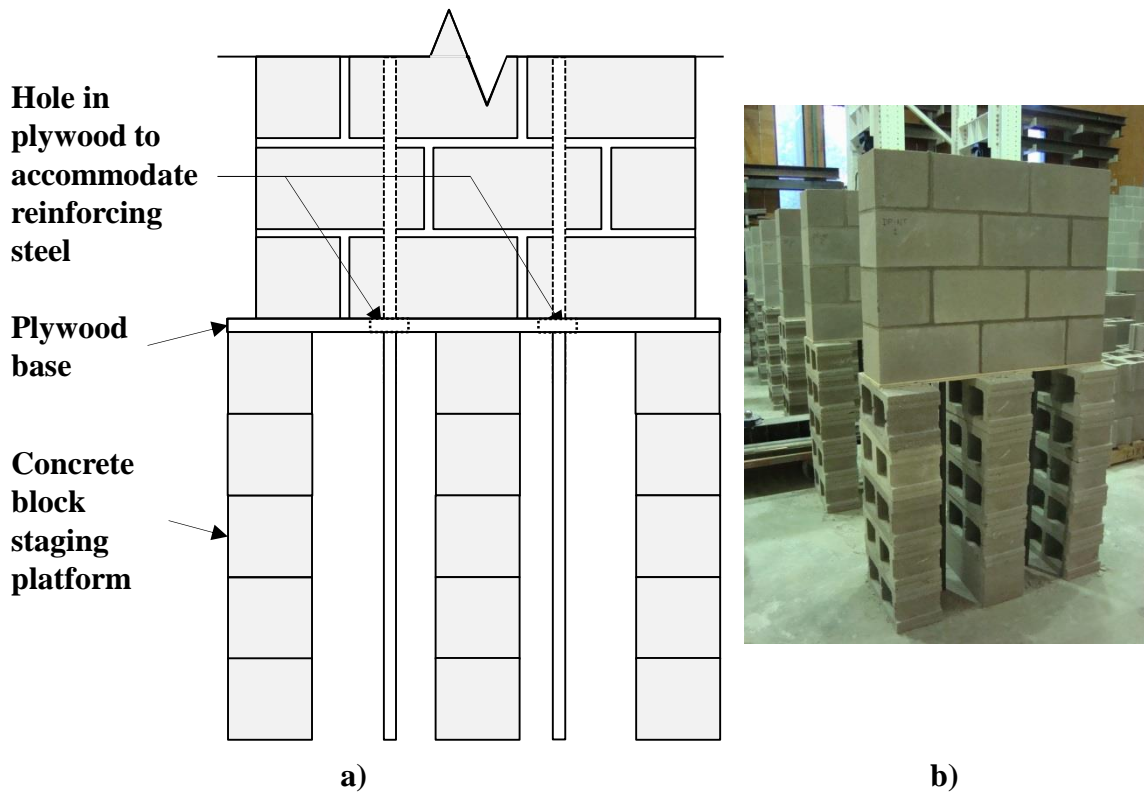 Hole in
plywood to
accommodate
reinforcing
steel
Plywood
base
Concrete
block
staging
platform
a)
b)